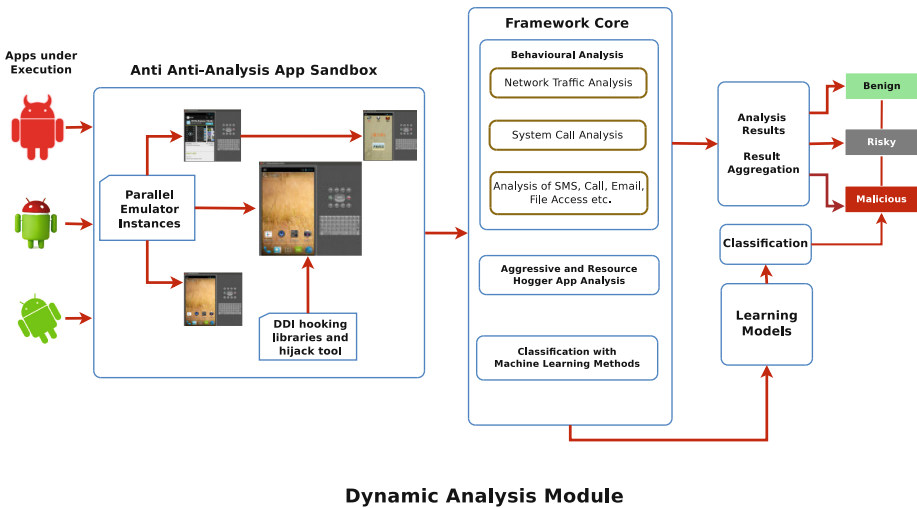 Apps under
Execution
Anti Anti-Analysis App Sandbox
Parallel
Emulator
Instances
DDI hooking
libraries and
hijack tool
Framework Core
Behavioural Analysis
Network Traffic Analysis
System Call Analysis
Analysis of SMS, Call, Email,
File Access etc.
Aggressive and Resource
Hogger App Analysis
Classification with
Machine Learning Methods
Analysis
Results
Result
Aggregation
Benign
Risky
Malicious
Classification
Learning
Models
Dynamic Analysis Module